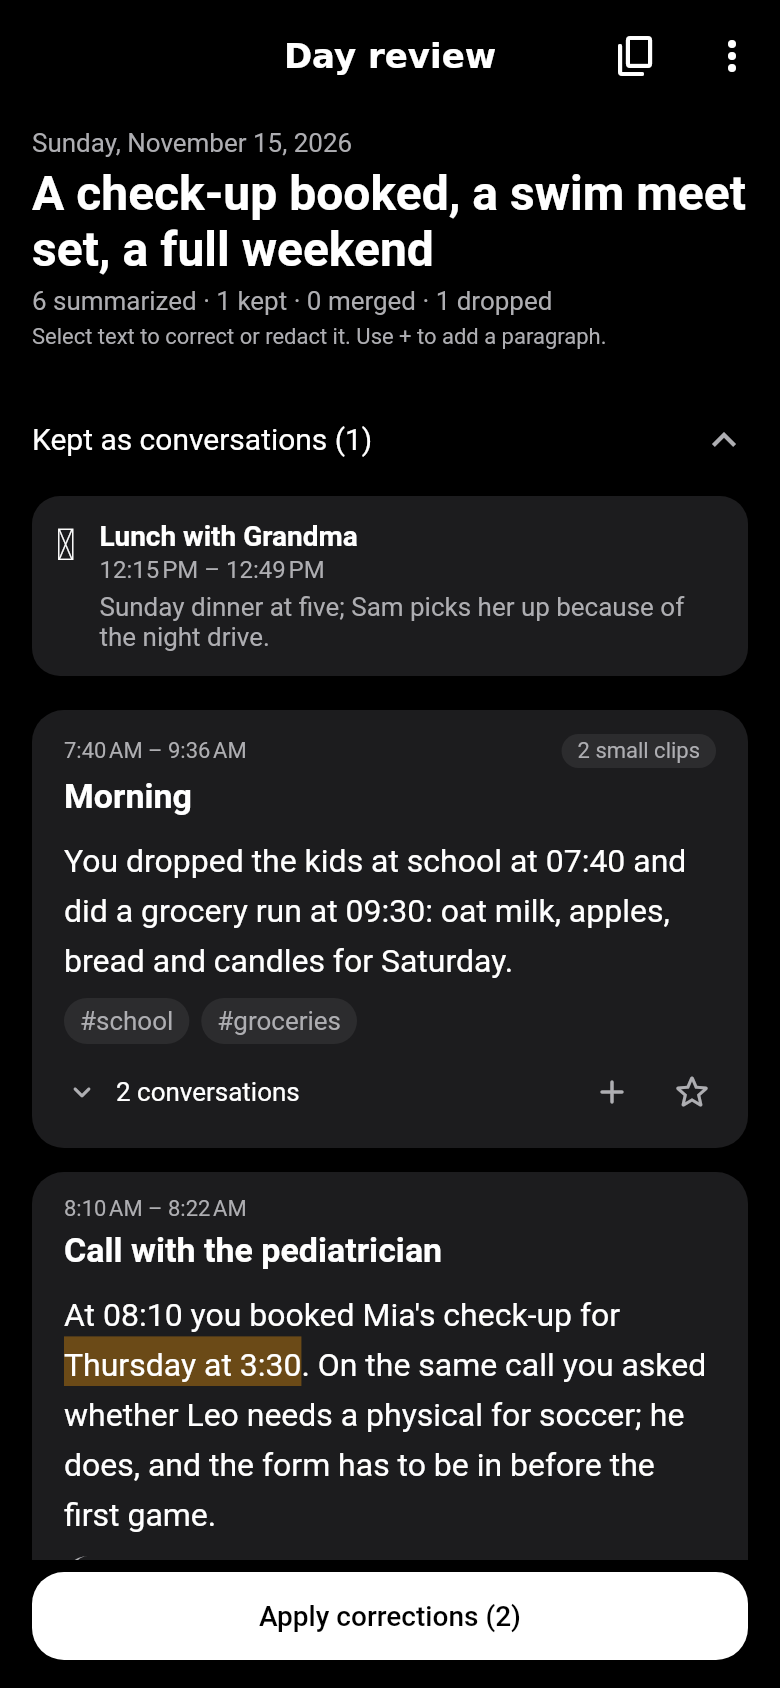 Day review
Sunday, November 15, 2026
A check-up booked, a swim meet
set, a full weekend
6 summarized · 1 kept · 0 merged · 1 dropped
Select text to correct or redact it. Use + to add a paragraph.
Kept as conversations (1)
Lunch with Grandma
12:15 PM – 12:49 PM
Sunday dinner at five; Sam picks her up because of
the night drive.
7:40 AM – 9:36 AM
2 small clips
Morning
You dropped the kids at school at 07:40 and
did a grocery run at 09:30: oat milk, apples,
bread and candles for Saturday.
#school #groceries
2 conversations
8:10 AM – 8:22 AM
Call with the pediatrician
At 08:10 you booked Mia's check-up for
Thursday at 3:30. On the same call you asked
whether Leo needs a physical for soccer; he
does, and the form has to be in before the
first game.
Apply corrections (2)